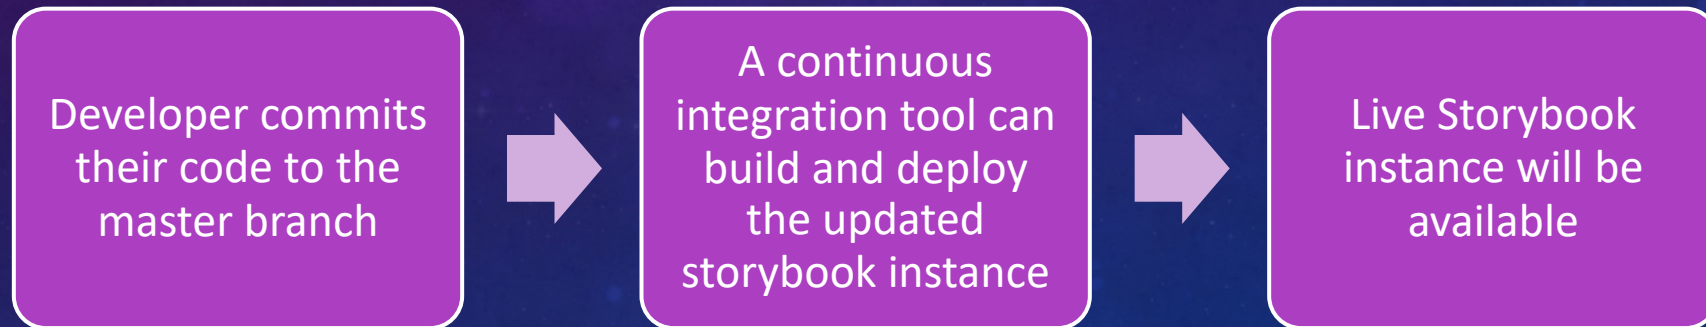 Developer commits
their code to the
master branch
A continuous
integration tool can
build and deploy
the updated
storybook instance
Live Storybook
instance will be
available